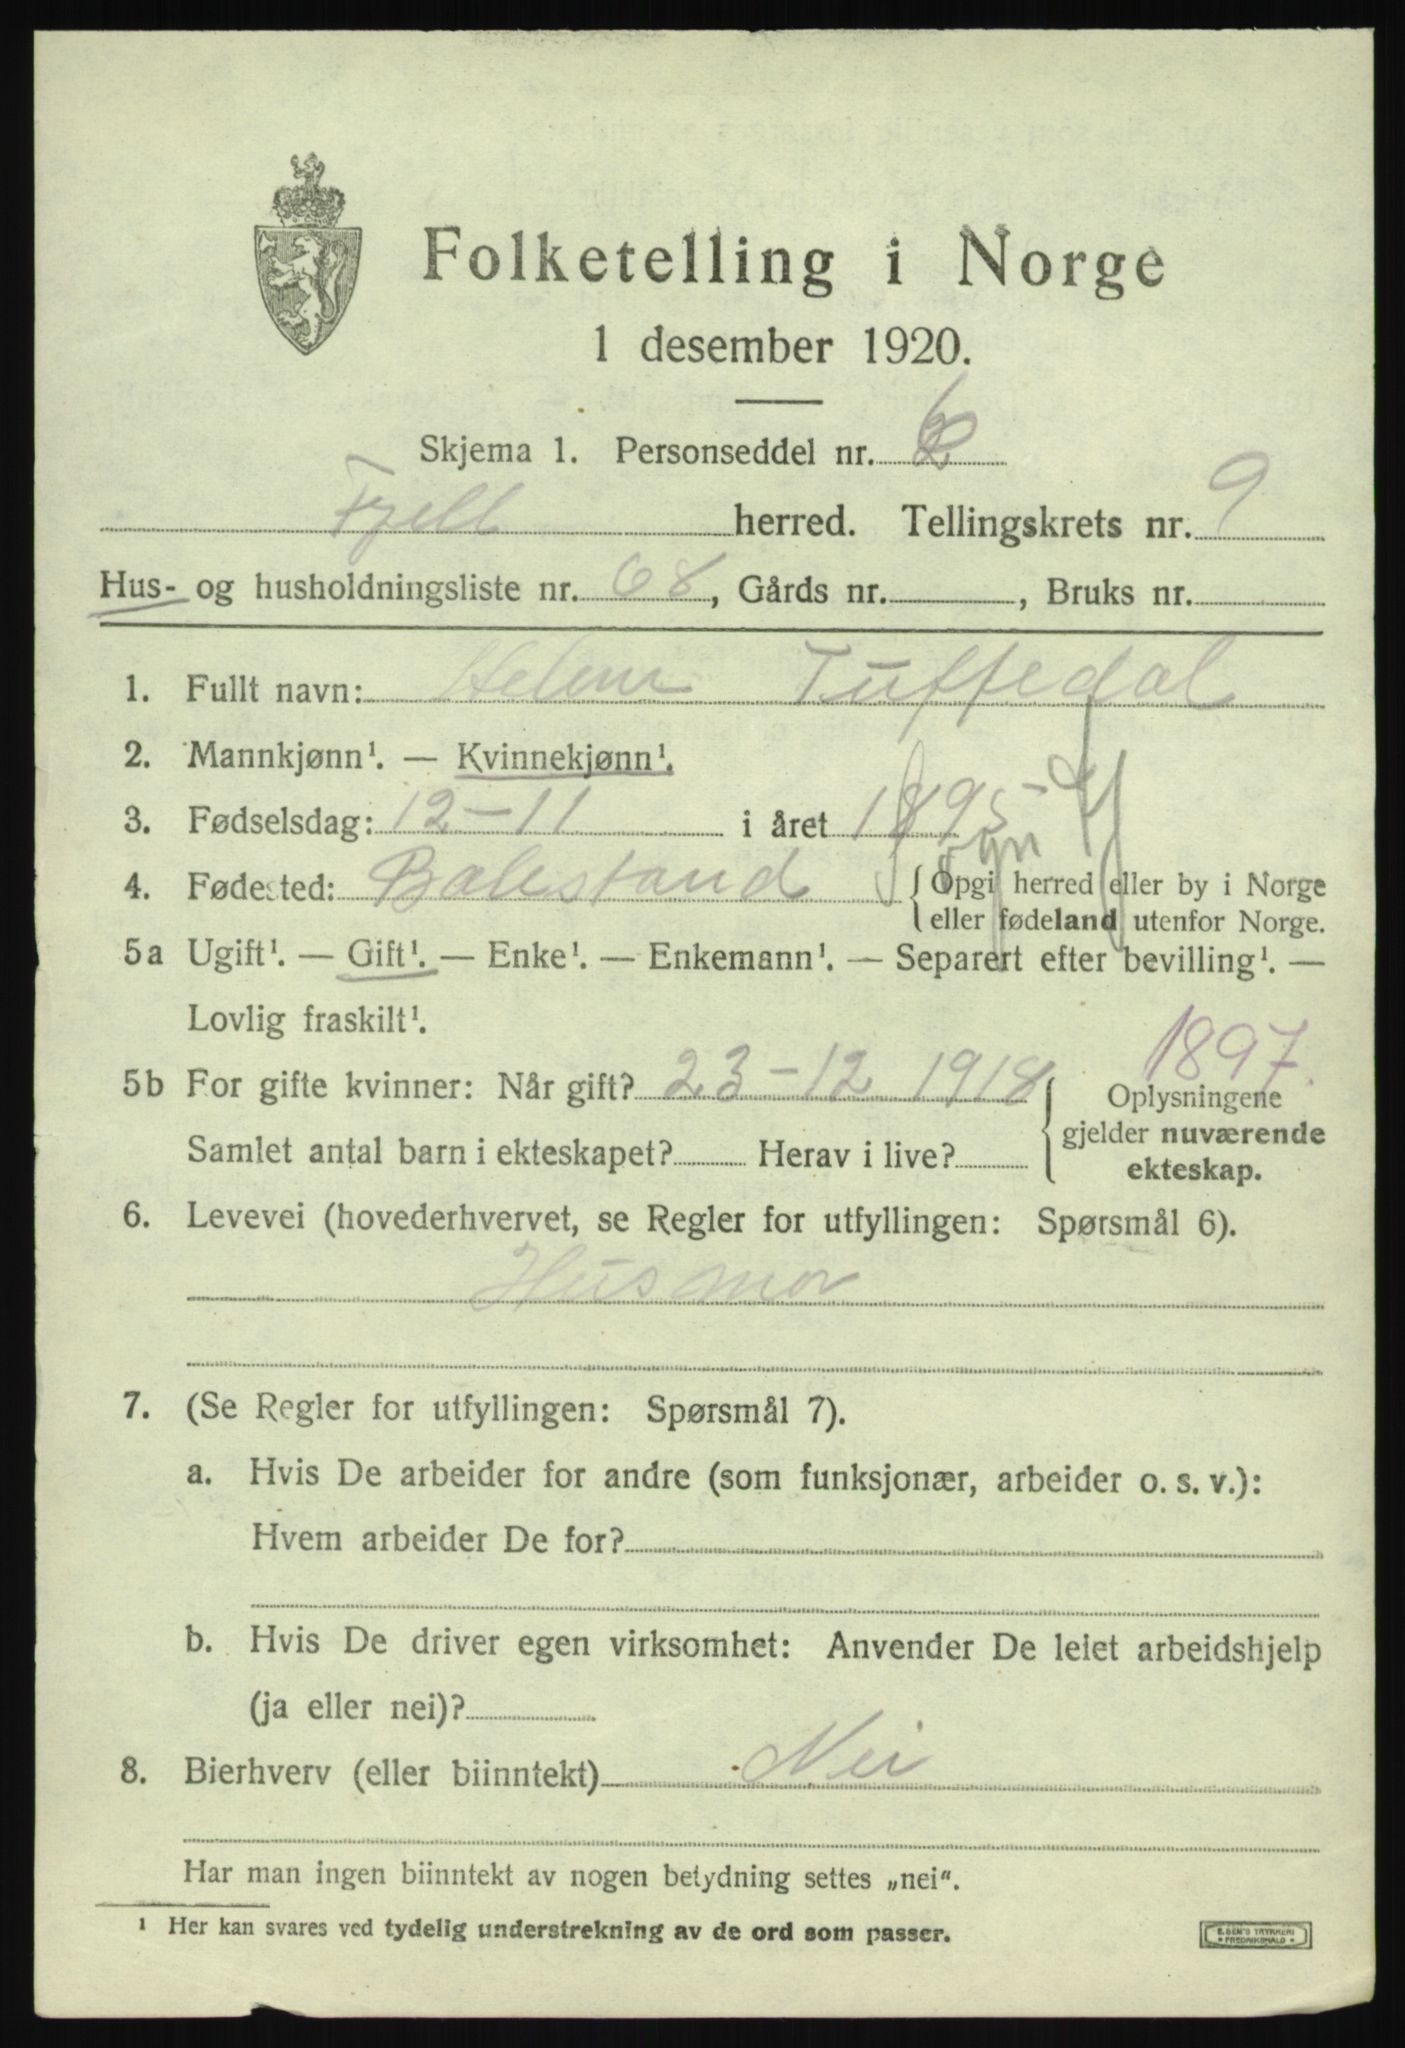 Folketelling i Norge
1 desember 1920.
Skjema 1. Personseddel nr.
Fjell herred. Tellingskrets nr. 9
Hus- og husholdningsliste nr. 68, Gårds nr. , Bruks nr.
1. Fullt navn: Helene Tuftedal
2. Mannkjønn¹. — Kvinnekjønn¹.
3. Fødselsdag: 12-11 i året 1895
4. Fødested: Balestrand { Opgi herred eller by i Norge
eller fødeland utenfor Norge.
5a Ugift¹. — Gift¹. — Enke¹. — Enkemann¹. — Separert efter bevilling¹. —
Lovlig fraskilt¹.
1897.
5b For gifte kvinner: Når gift? 23-12 1918 { Oplysningene
gjelder nuværende
Samlet antal barn i ekteskapet? Herav i live?
ekteskap.
6. Levevei (hovederhvervet, se Regler for utfyllingen: Spørsmål 6).
Husmor
7. (Se Regler for utfyllingen: Spørsmål 7).
a. Hvis De arbeider for andre (som funksjonær, arbeider o. s. v.):
Hvem arbeider De for?
b. Hvis De driver egen virksomhet: Anvender De leiet arbeidshjelp
(ja eller nei)?
8. Bierhverv (eller biinntekt) Nei
Har man ingen biinntekt av nogen betydning settes „nei“.
¹ Her kan svares ved tydelig understrekning av de ord som passer.
FREDRIKSHALD